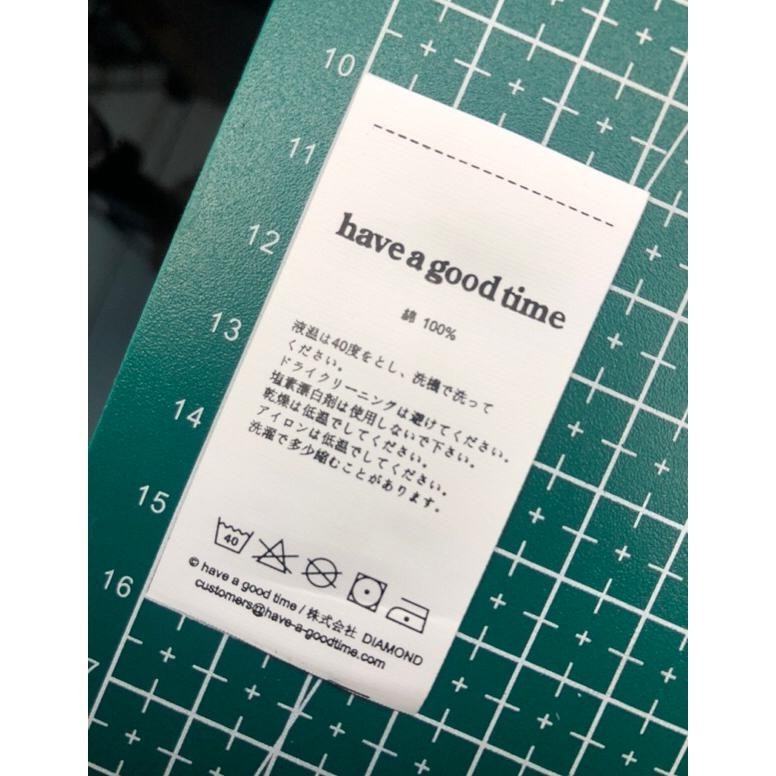 10
11
12
13
14
15
16
7
have a good time
綿 100%
液温は40度をとし、洗機で洗って
ください。
ドライクリーニングは避けてください。
塩素漂白剤は使用しないで下さい。
乾燥は低温でしてください。
アイロンは低温でしてください。
洗濯で多少縮むことがあります。
40
© have a good time / 株式会社 DIAMOND
customers@have-a-goodtime.com